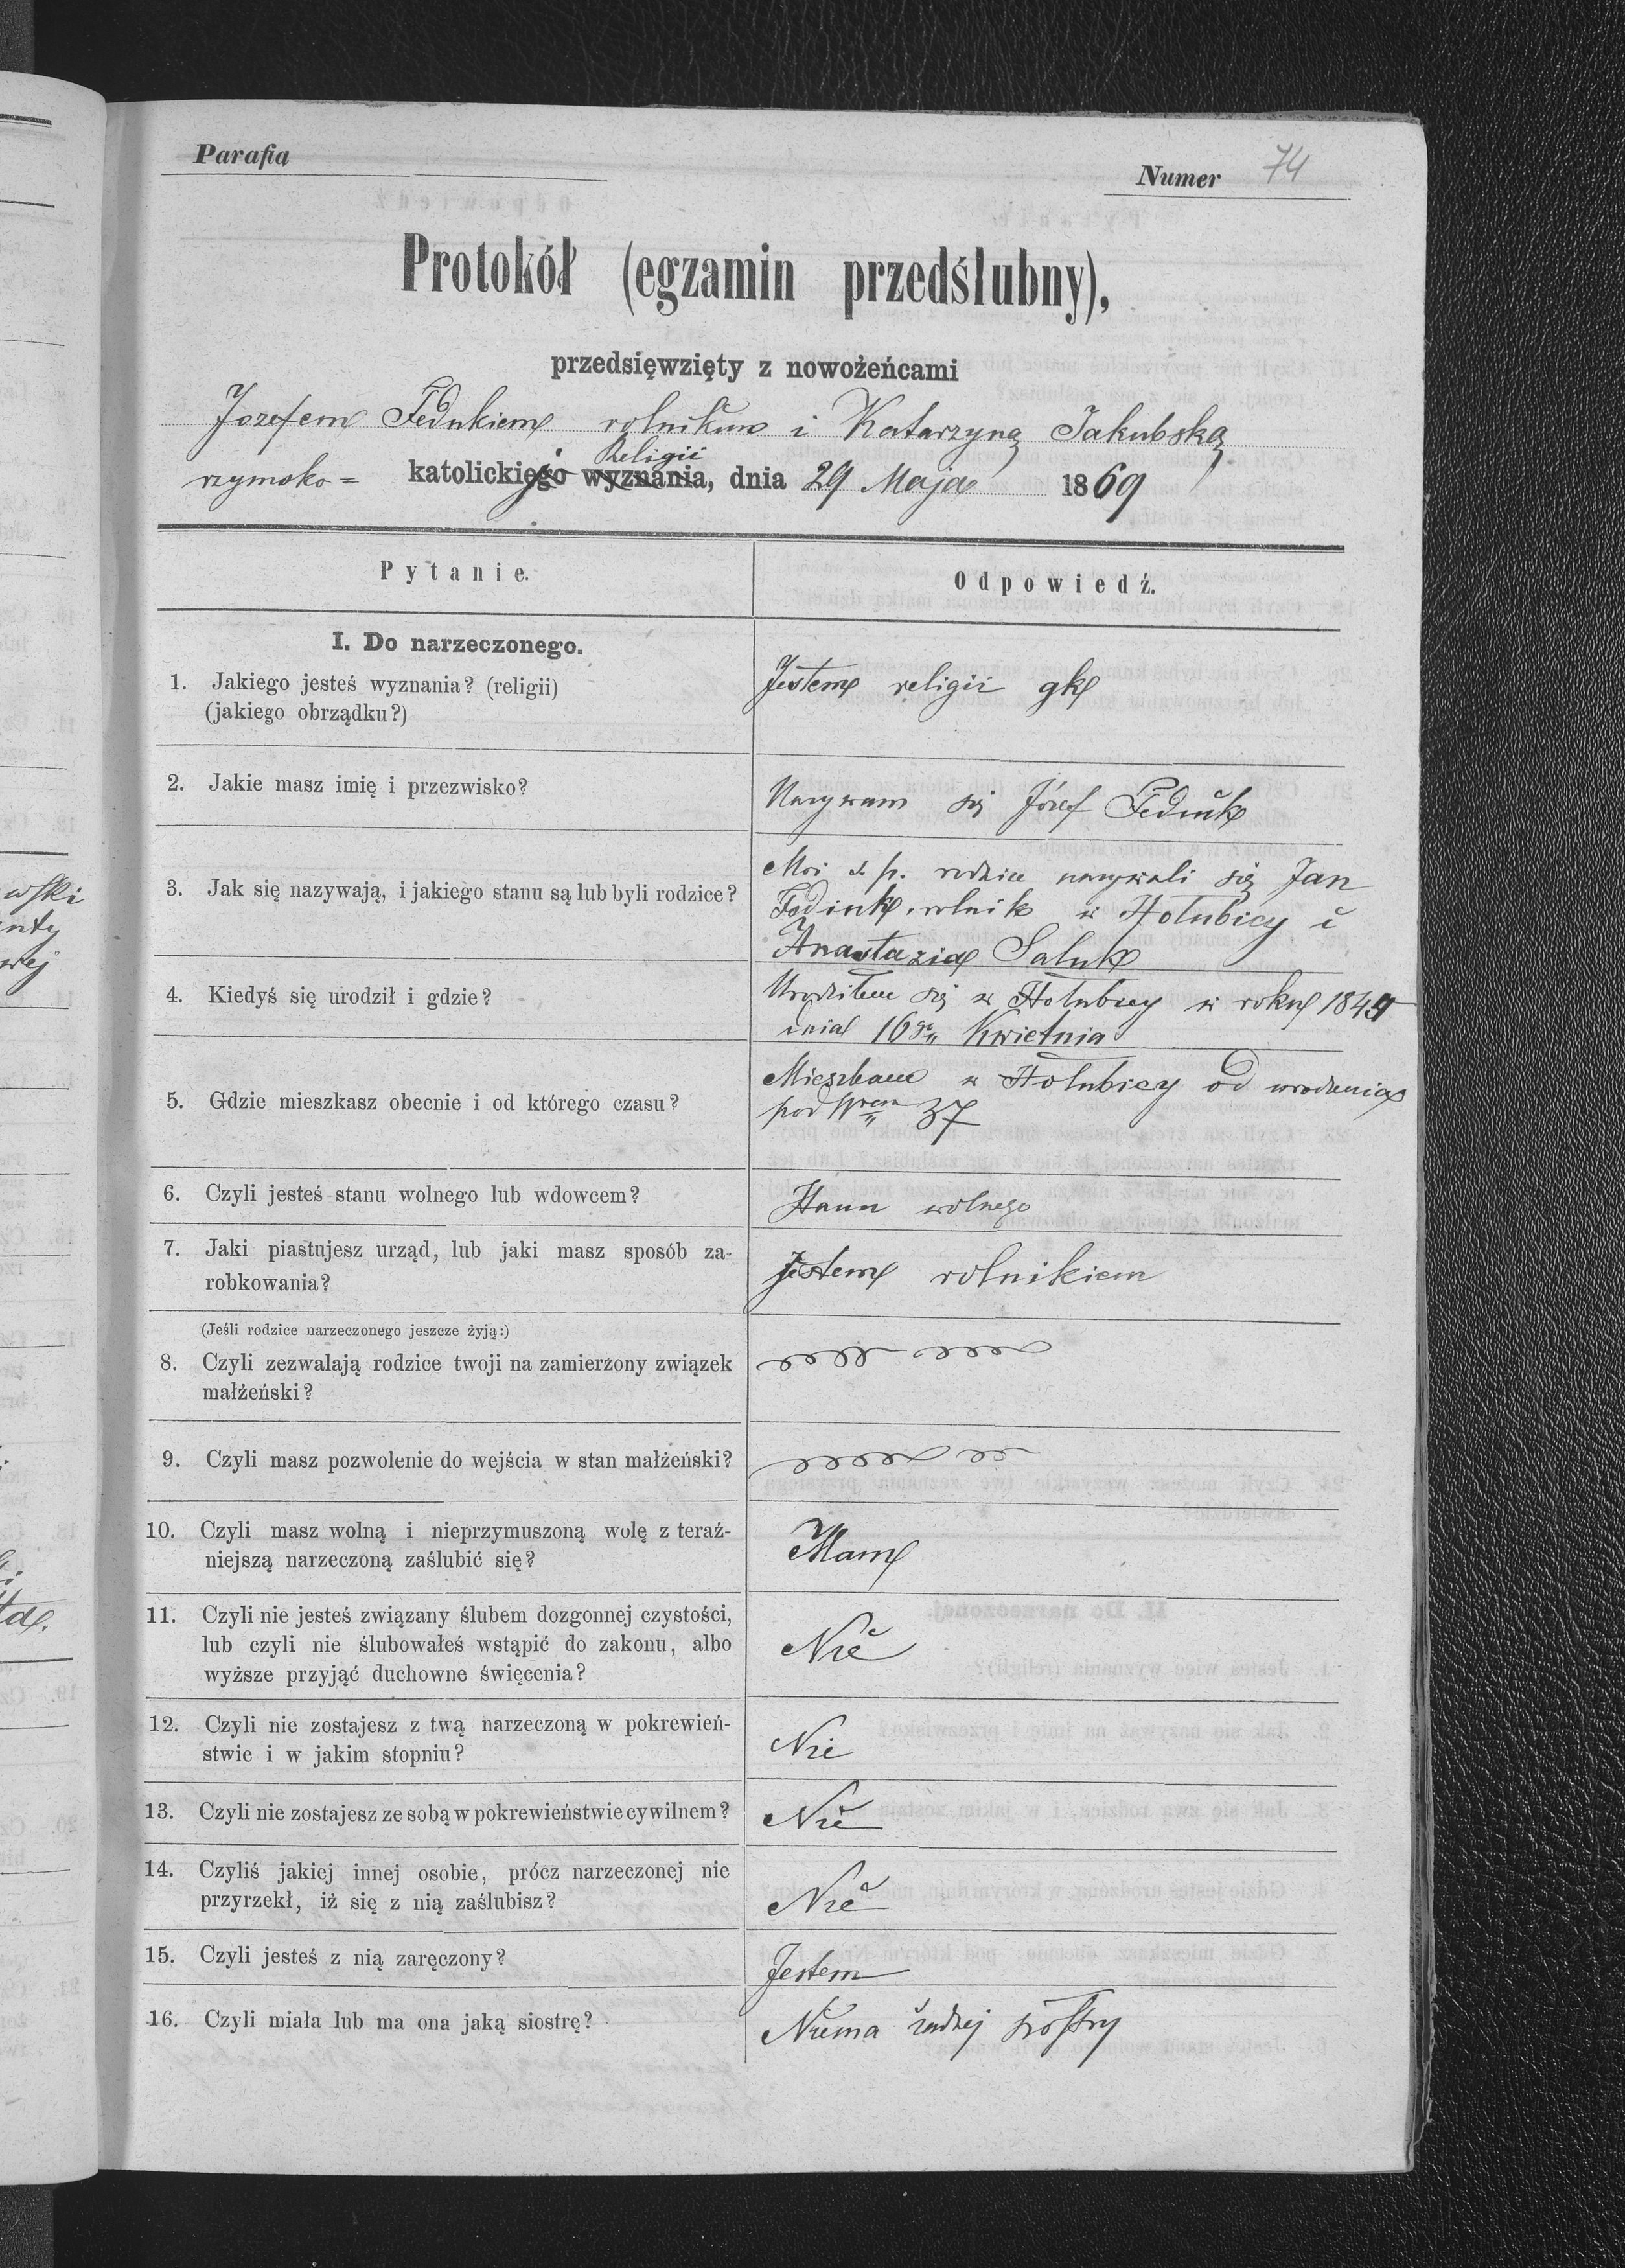 Parafia
Numer 74
Protokół (egzamin przedślubny),
przedsięwzięty z nowożeńcami
Jozefem Fedukiem rolnikiem i Katarzyną Jakubską
Religii
rzymsko= katolickiego wyznania, dnia 29 Maja 1869
Pytanie.
Odpowiedź.
I. Do narzeczonego.
1. Jakiego jesteś wyznania? (religii)
(jakiego obrządku?)
Jestem religii gk
2. Jakie masz imię i przezwisko?
Nazywam się Józef Feduk
3. Jak się nazywają, i jakiego stanu są lub byli rodzice?
Moi ś. p. rodzice nazywali się Jan
rolnik w Hołubicy i
Anastazia Saluk
4. Kiedyś się urodził i gdzie?
Urodziłem się w Hołubicy w roku
dnia 16go Kwietnia
5. Gdzie mieszkasz obecnie i od którego czasu?
Mieszkam w Hołubicy od urodzenia
pod Nrem 37
6. Czyli jesteś stanu wolnego lub wdowcem?
Stanu wolnego
7. Jaki piastujesz urząd, lub jaki masz sposób za-
robkowania?
Jestem rolnikiem
(Jeśli rodzice narzeczonego jeszcze żyją:)
8. Czyli zezwalają rodzice twoji na zamierzony związek
małżeński?
9. Czyli masz pozwolenie do wejścia w stan małżeński?
10. Czyli masz wolną i nieprzymuszoną wolę z teraź-
niejszą narzeczoną zaślubić się?
Mam
11. Czyli nie jesteś związany ślubem dozgonnej czystości,
lub czyli nie ślubowałeś wstąpić do zakonu, albo
wyższe przyjąć duchowne święcenia?
Nie
12. Czyli nie zostajesz z twą narzeczoną w pokrewień-
stwie i w jakim stopniu?
Nie
13. Czyli nie zostajesz ze sobą w pokrewieństwie cywilnem?
Nie
14. Czyliś jakiej innej osobie, prócz narzeczonej nie
przyrzekł, iż się z nią zaślubisz?
Nie
15. Czyli jesteś z nią zaręczony?
Jestem
16. Czyli miała lub ma ona jaką siostrę?
Niema żadnej siostry